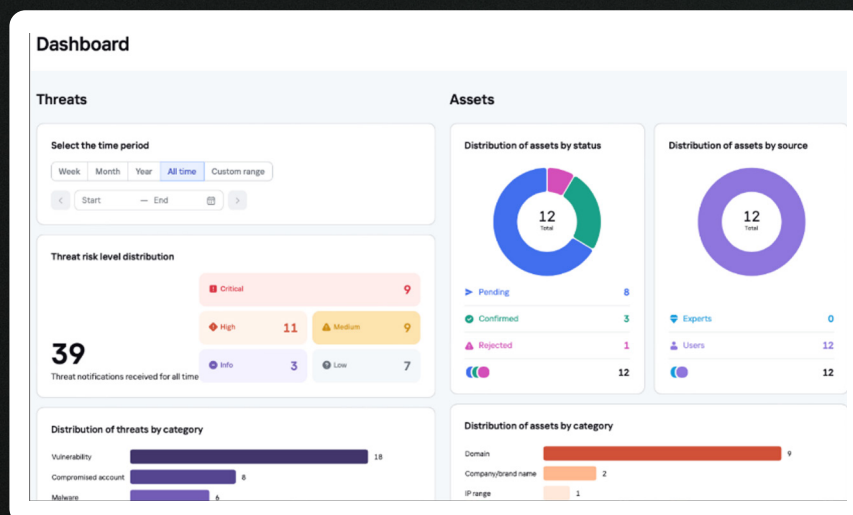 Dashboard
Threats
Select the time period
Week Month Year All time Custom range
Start — End
Threat risk level distribution
Critical 9
High 11
Medium 9
39
Info 3
Low 7
Threat notifications received for all time
Distribution of threats by category
Vulnerability 18
Compromised account 8
Malware 6
Assets
Distribution of assets by status
12
Total
Pending 8
Confirmed 3
Rejected 1
12
Distribution of assets by source
12
Total
Experts 0
Users 12
12
Distribution of assets by category
Domain 9
Company/brand name 2
IP range 1